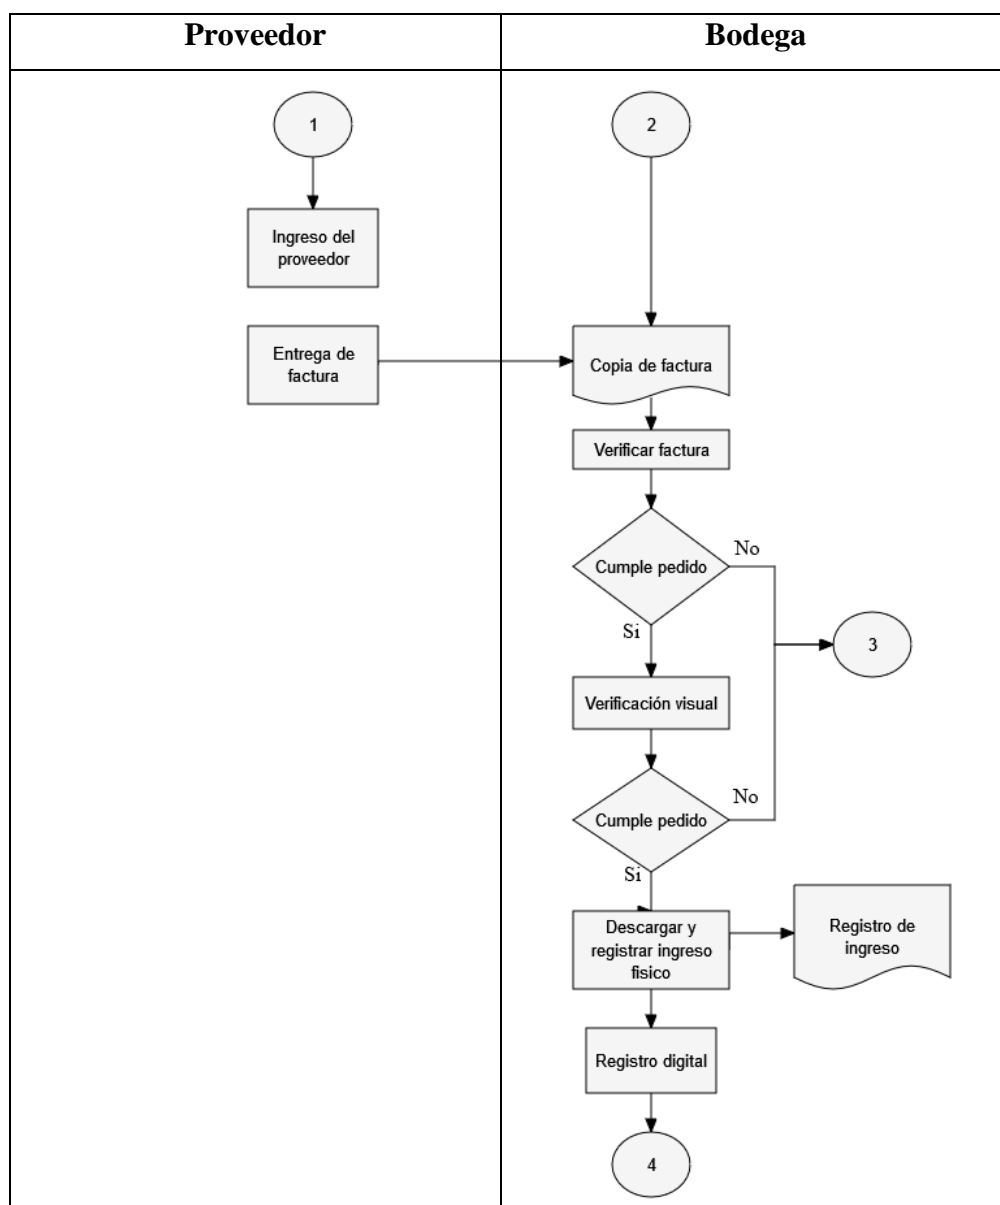 Proveedor
Bodega
1
2
Ingreso del
proveedor
Entrega de
factura
Copia de factura
Verificar factura
Cumple pedido
No
Si
3
Verificación visual
Cumple pedido
No
Si
Descargar y
registrar ingreso
fisico
Registro de
ingreso
Registro digital
4